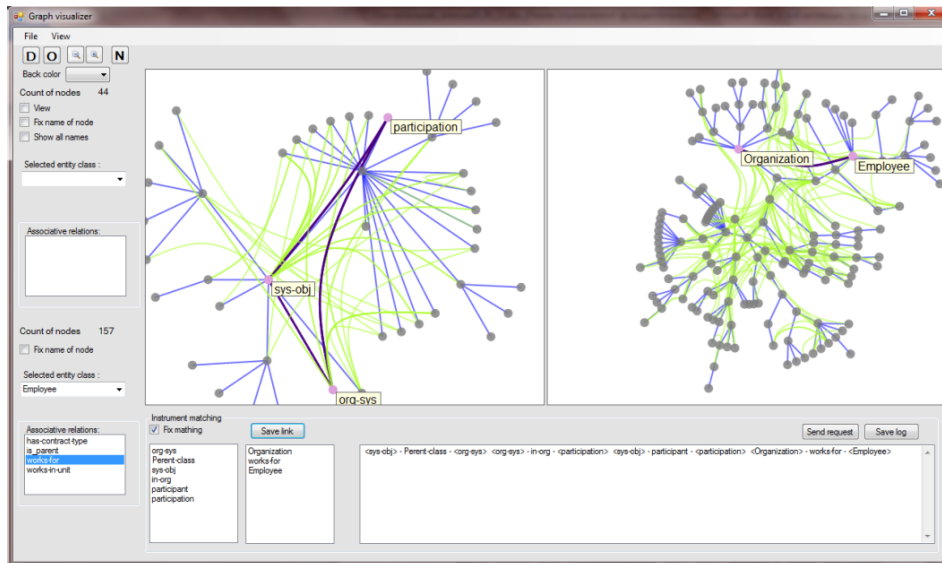 Graph visualizer
File View
D O N
Back color
Count of nodes 44
View
Fix name of node
Show all names
Selected entity class :
Associative relations:
Count of nodes 157
Fix name of node
Selected entity class :
Employee
Associative relations:
has-contract-type
is_parent
works-for
works-in-unit
participation
sys-obj
org-sys
Organization
Employee
Instrument matching
Fix mathing
Save link
Send request
Save log
org-sys
Perent-class
sys-obj
in-org
participant
participation
Organization
works-for
Employee
<sys-obj> - Perent-class - <org-sys> <org-sys> - in-org - <participation> <sys-obj> - participant - <participation> <Organization> - works-for - <Employee>